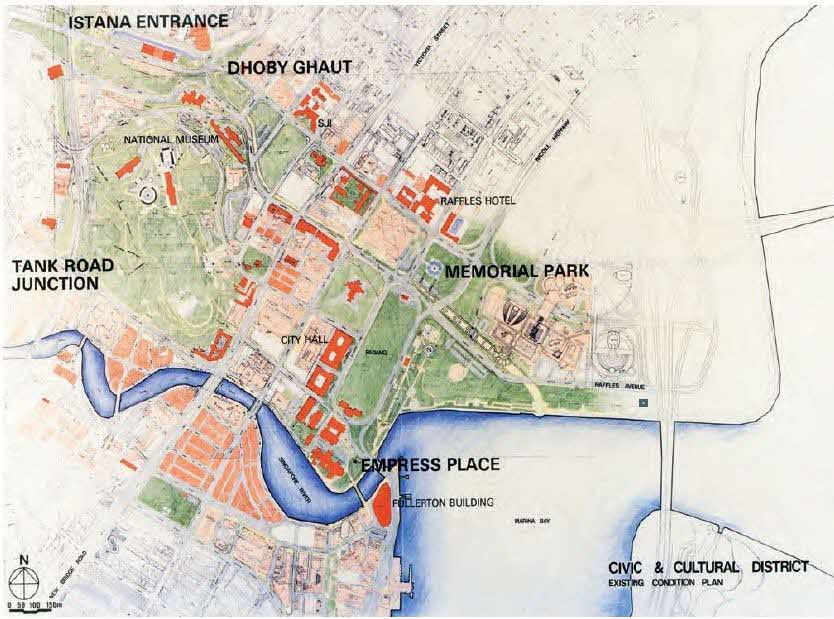 ISTANA ENTRANCE
DHOBY GHAUT
VICTORIA STREET
SJI
NATIONAL MUSEUM
NICOLL HIGHWAY
RAFFLES HOTEL
TANK ROAD
JUNCTION
MEMORIAL PARK
CITY HALL
PADANG
RAFFLES AVENUE
EMPRESS PLACE
SINGAPORE RIVER
FULLERTON BUILDING
MARINA BAY
NEW BRIDGE ROAD
N
0 50 100 150m
CIVIC & CULTURAL DISTRICT
EXISTING CONDITION PLAN